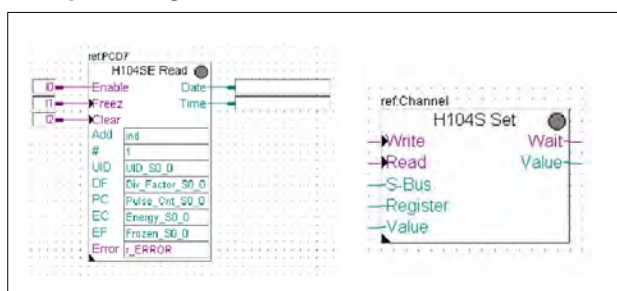 ref:PCD7
H104SE Read
I0 Enable Date
I1 Freez Time
I2 Clear
Add ind
# 1
UID UID_S0_0
DF Div_Factor_S0_0
PC Pulse_Cnt_S0_0
EC Energy_S0_0
EF Frozen_S0_0
Error r_ERROR
ref:Channel
H104S Set
Write Wait
Read Value
S-Bus
Register
Value